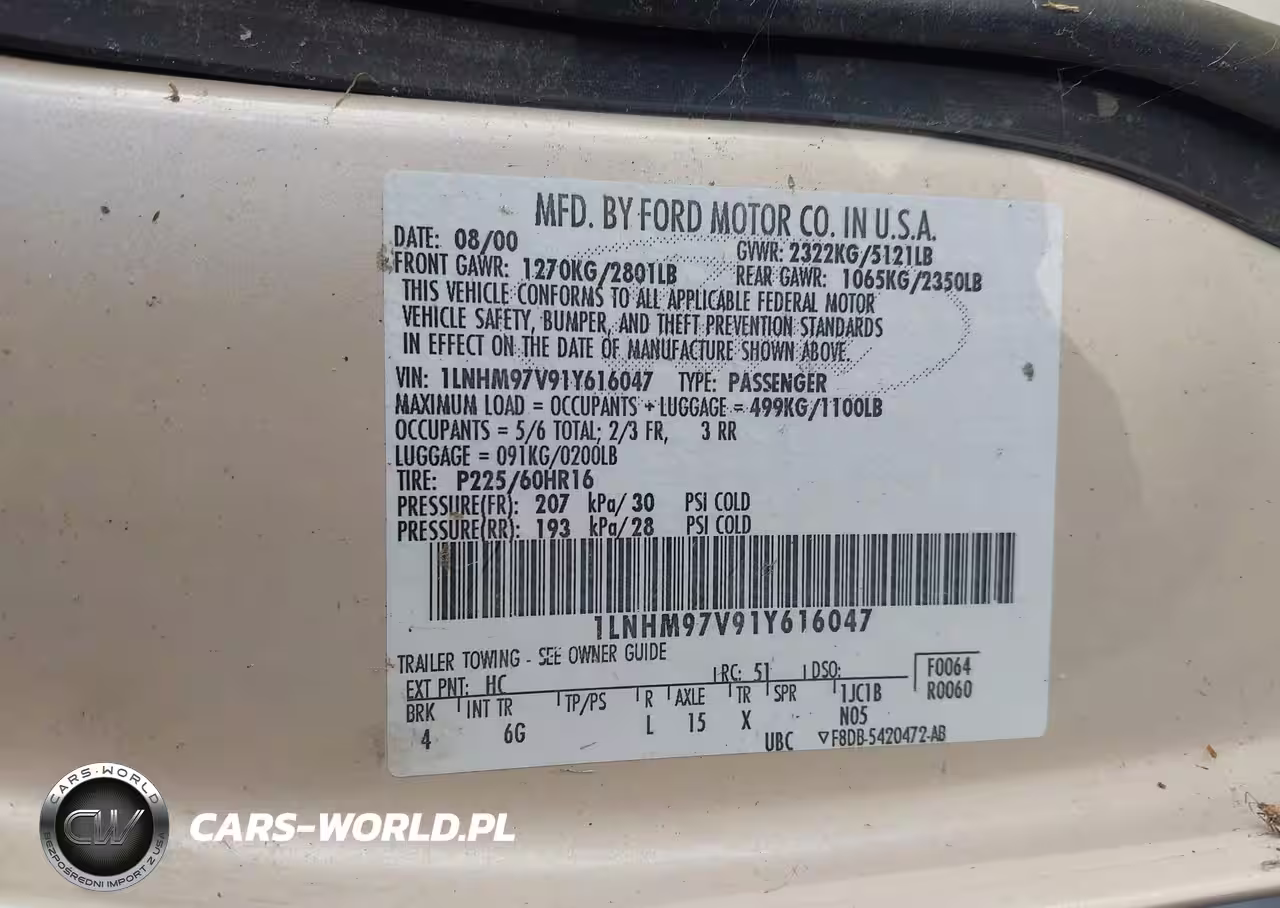 MFD. BY FORD MOTOR CO. IN U.S.A.
DATE: 08/00 GVWR: 2322KG/5121LB
FRONT GAWR: 1270KG/2801LB REAR GAWR: 1065KG/2350LB
THIS VEHICLE CONFORMS TO ALL APPLICABLE FEDERAL MOTOR
VEHICLE SAFETY, BUMPER, AND THEFT PREVENTION STANDARDS
IN EFFECT ON THE DATE OF MANUFACTURE SHOWN ABOVE.
VIN: 1LNHM97V91Y616047 TYPE: PASSENGER
MAXIMUM LOAD = OCCUPANTS + LUGGAGE = 499KG/1100LB
OCCUPANTS = 5/6 TOTAL; 2/3 FR, 3 RR
LUGGAGE = 091KG/0200LB
TIRE: P225/60HR16
PRESSURE(FR): 207 kPa/30 PSI COLD
PRESSURE(RR): 193 kPa/28 PSI COLD
1LNHM97V91Y616047
TRAILER TOWING - SEE OWNER GUIDE
EXT PNT: HC RC: 51 DSO: F0064
BRK INT TR TP/PS R AXLE TR SPR 1JC1B R0060
4 6G L 15 X N05
UBC ▽F8DB-5420472-AB
CARS-WORLD
CW
BEZPOŚREDNI IMPORT Z USA
CARS-WORLD.PL